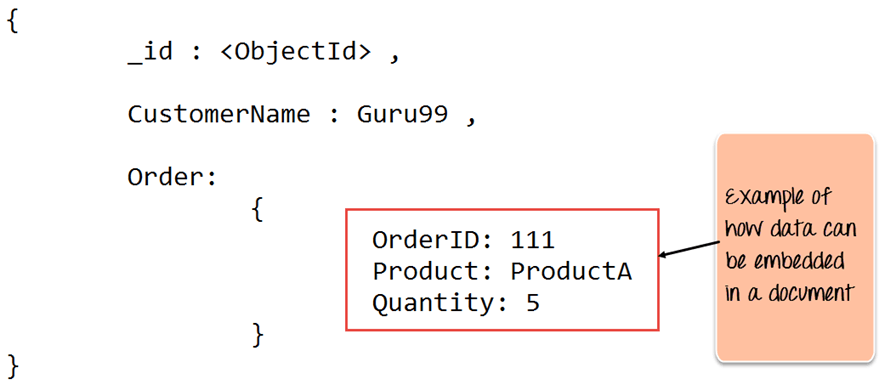 {
_id : <ObjectId> ,
CustomerName : Guru99 ,
Order:
{
OrderID: 111
Product: ProductA
Quantity: 5
}
}
Example of
how data can
be embedded
in a document